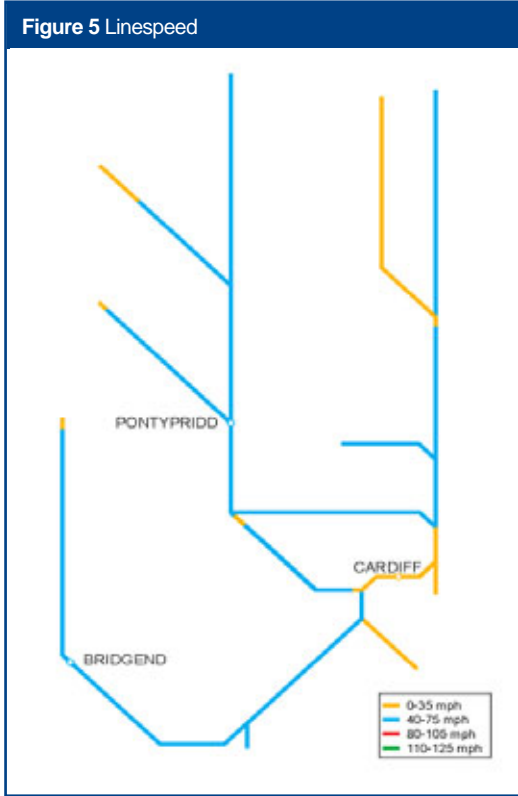 Figure 5 Linespeed
PONTYPRIDD
CARDIFF
BRIDGEND
0-35 mph
40-75 mph
80-105 mph
110-125 mph